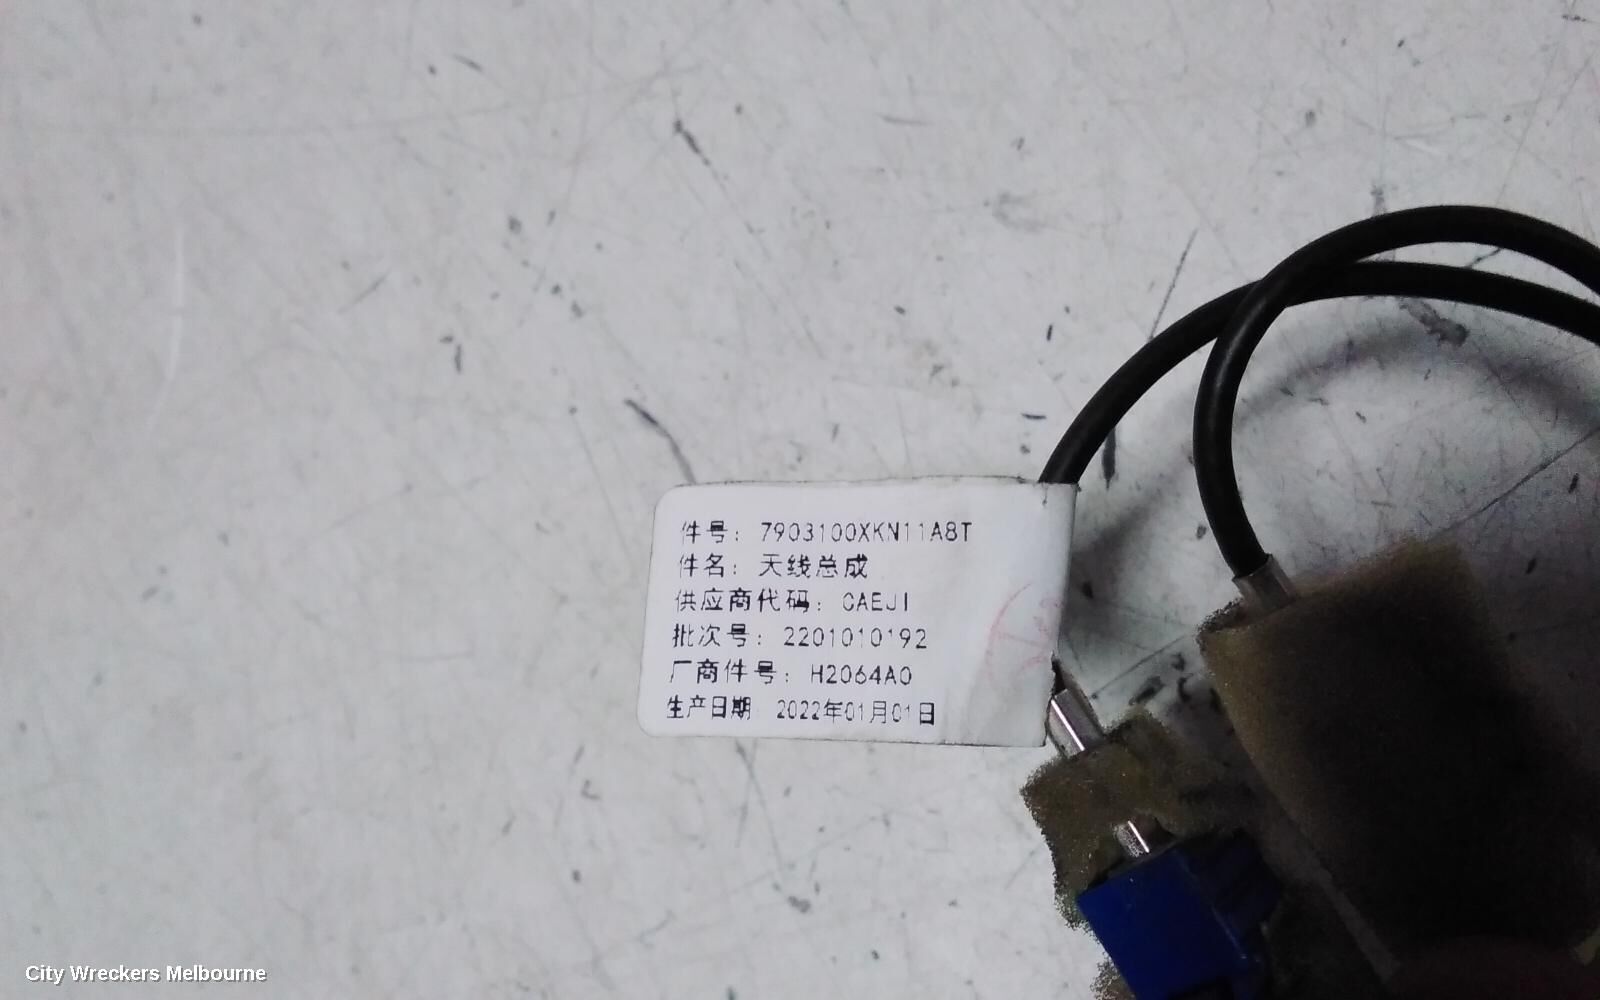 件号: 7903100XKN11A8T
件名: 天线总成
供应商代码: CAEJI
批次号: 2201010192
厂商件号: H2064A0
生产日期: 2022年01月01日
City Wreckers Melbourne